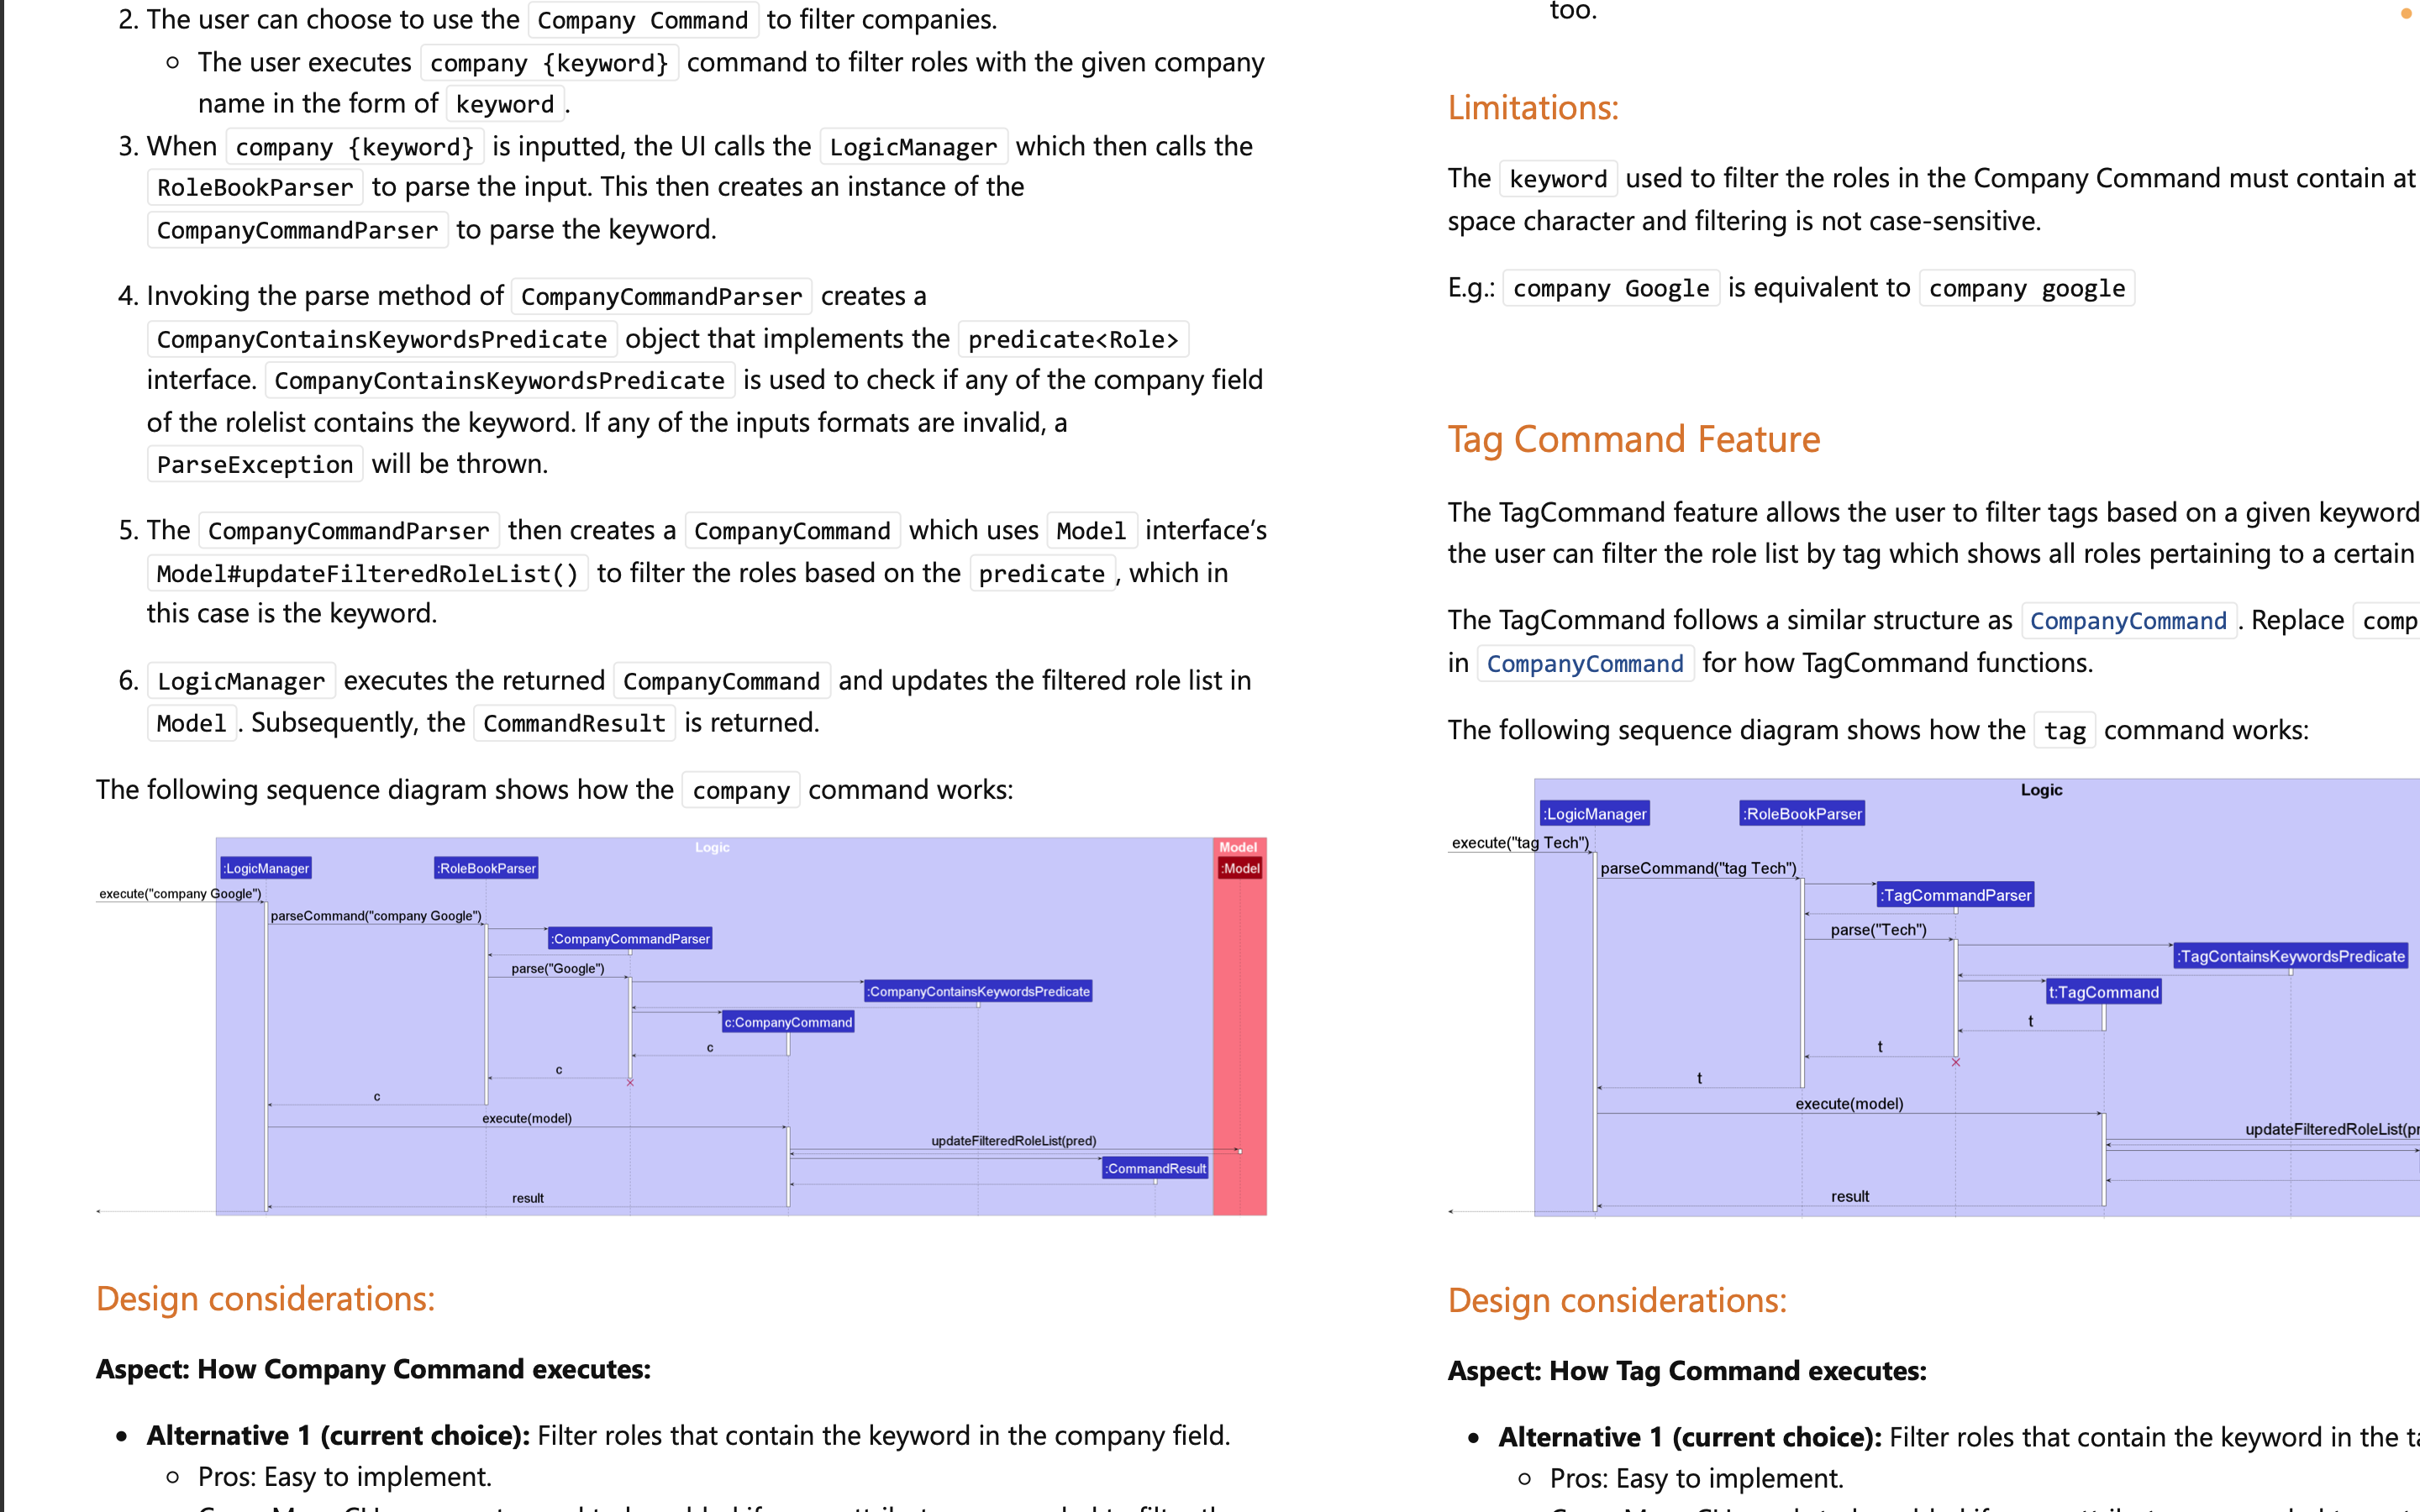 2. The user can choose to use the Company Command to filter companies.
○ The user executes company {keyword} command to filter roles with the given company
name in the form of keyword .
3. When company {keyword} is inputted, the UI calls the LogicManager which then calls the
RoleBookParser to parse the input. This then creates an instance of the
CompanyCommandParser to parse the keyword.
4. Invoking the parse method of CompanyCommandParser creates a
CompanyContainsKeywordsPredicate object that implements the predicate<Role>
interface. CompanyContainsKeywordsPredicate is used to check if any of the company field
of the rolelist contains the keyword. If any of the inputs formats are invalid, a
ParseException will be thrown.
5. The CompanyCommandParser then creates a CompanyCommand which uses Model interface’s
Model#updateFilteredRoleList() to filter the roles based on the predicate , which in
this case is the keyword.
6. LogicManager executes the returned CompanyCommand and updates the filtered role list in
Model . Subsequently, the CommandResult is returned.
The following sequence diagram shows how the company command works:
Logic
Model
:LogicManager
:RoleBookParser
:Model
execute("company Google")
parseCommand("company Google")
:CompanyCommandParser
parse("Google")
:CompanyContainsKeywordsPredicate
c:CompanyCommand
c
c
c
execute(model)
updateFilteredRoleList(pred)
:CommandResult
result
Design considerations:
Aspect: How Company Command executes:
• Alternative 1 (current choice): Filter roles that contain the keyword in the company field.
○ Pros: Easy to implement.
too.
Limitations:
The keyword used to filter the roles in the Company Command must contain at
space character and filtering is not case-sensitive.
E.g.: company Google is equivalent to company google
Tag Command Feature
The TagCommand feature allows the user to filter tags based on a given keyword
the user can filter the role list by tag which shows all roles pertaining to a certain
The TagCommand follows a similar structure as CompanyCommand . Replace comp
in CompanyCommand for how TagCommand functions.
The following sequence diagram shows how the tag command works:
Logic
:LogicManager
:RoleBookParser
execute("tag Tech")
parseCommand("tag Tech")
:TagCommandParser
parse("Tech")
:TagContainsKeywordsPredicate
t:TagCommand
t
t
t
execute(model)
updateFilteredRoleList(pr
result
Design considerations:
Aspect: How Tag Command executes:
• Alternative 1 (current choice): Filter roles that contain the keyword in the ta
○ Pros: Easy to implement.